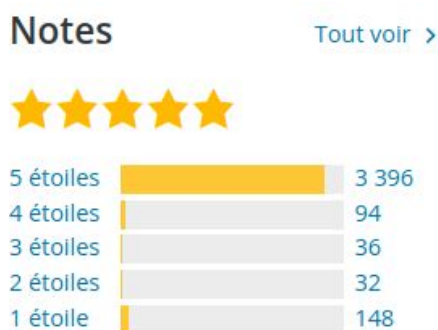 Notes Tout voir >
5 étoiles 3 396
4 étoiles 94
3 étoiles 36
2 étoiles 32
1 étoile 148